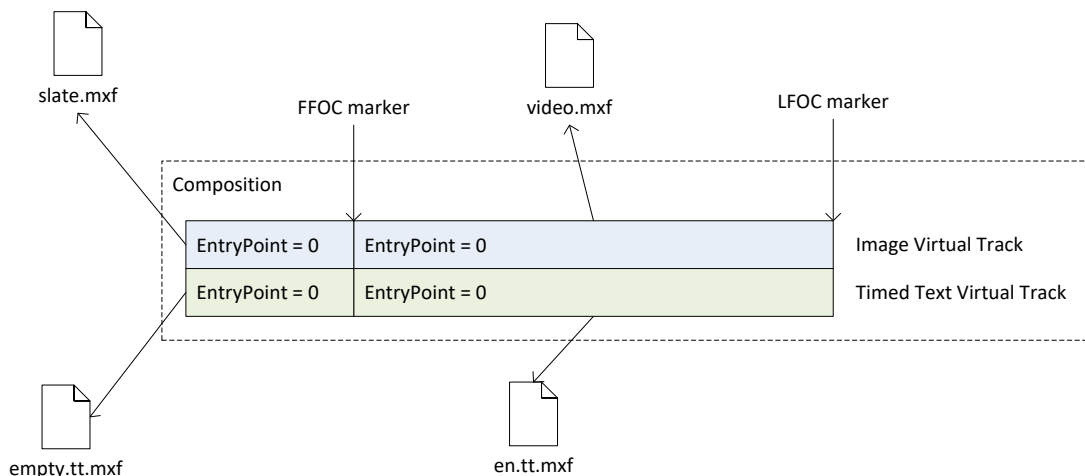 slate.mxf
FFOC marker
video.mxf
LFOC marker
Composition
EntryPoint = 0
EntryPoint = 0
Image Virtual Track
EntryPoint = 0
EntryPoint = 0
Timed Text Virtual Track
empty.tt.mxf
en.tt.mxf